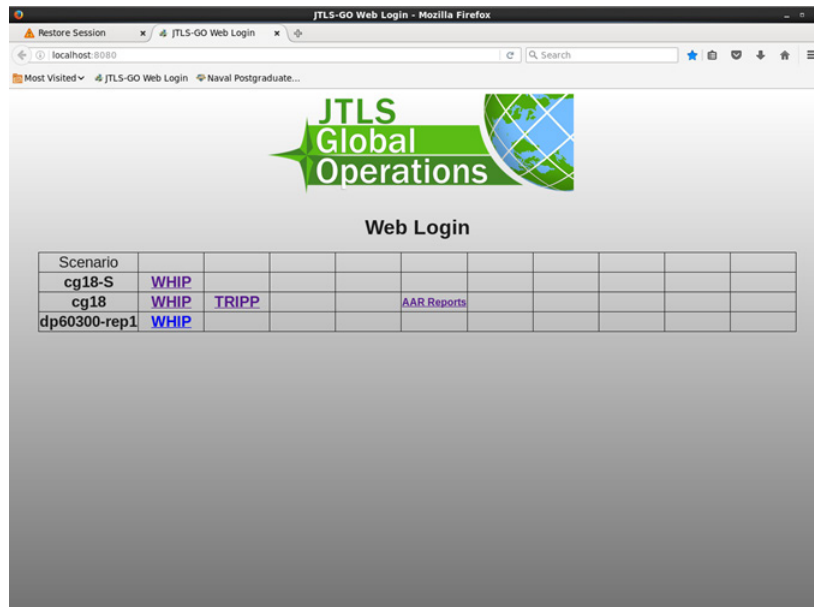 JTLS-GO Web Login - Mozilla Firefox
Restore Session
JTLS-GO Web Login
localhost:8080
Search
Most Visited
JTLS-GO Web Login
Naval Postgraduate...
JTLS
Global
Operations
Web Login
Scenario
cg18-S WHIP
cg18 WHIP TRIPP AAR Reports
dp60300-rep1 WHIP